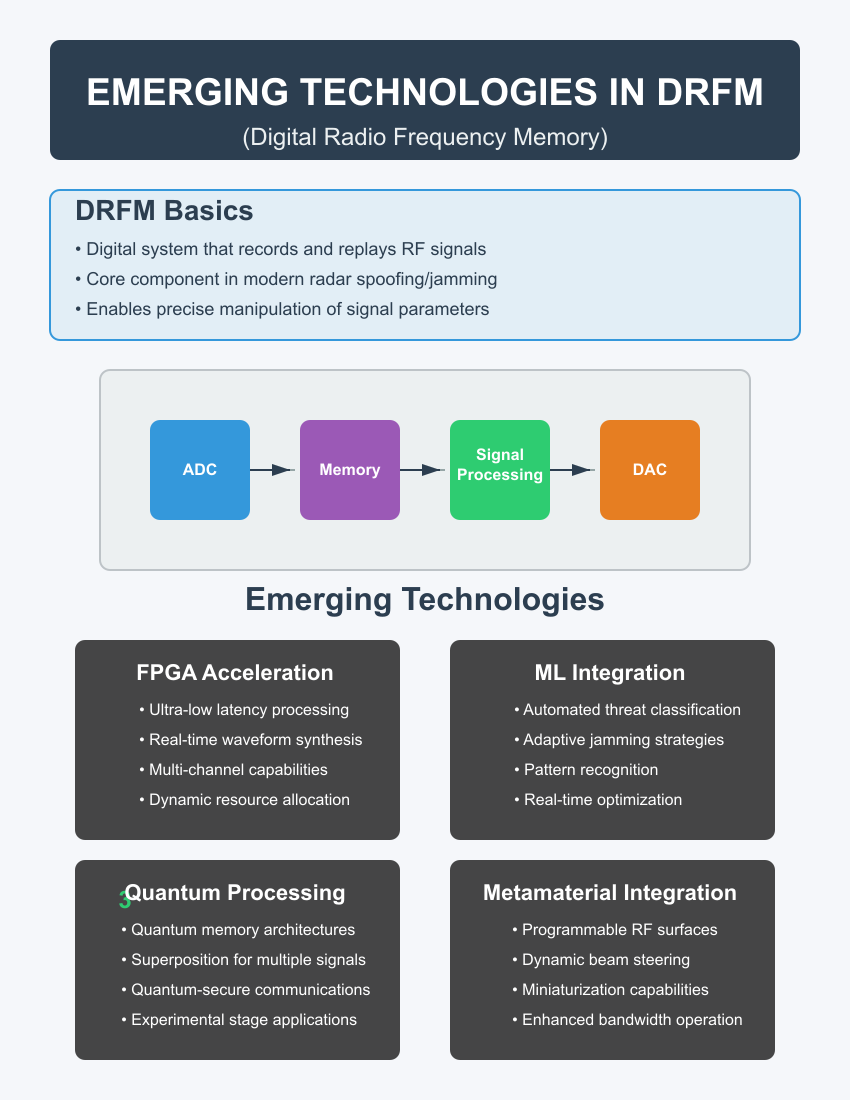 EMERGING TECHNOLOGIES IN DRFM
(Digital Radio Frequency Memory)
DRFM Basics
• Digital system that records and replays RF signals
• Core component in modern radar spoofing/jamming
• Enables precise manipulation of signal parameters
ADC
Memory
Signal
Processing
DAC
Emerging Technologies
FPGA Acceleration
• Ultra-low latency processing
• Real-time waveform synthesis
• Multi-channel capabilities
• Dynamic resource allocation
ML Integration
• Automated threat classification
• Adaptive jamming strategies
• Pattern recognition
• Real-time optimization
3
Quantum Processing
• Quantum memory architectures
• Superposition for multiple signals
• Quantum-secure communications
• Experimental stage applications
Metamaterial Integration
• Programmable RF surfaces
• Dynamic beam steering
• Miniaturization capabilities
• Enhanced bandwidth operation